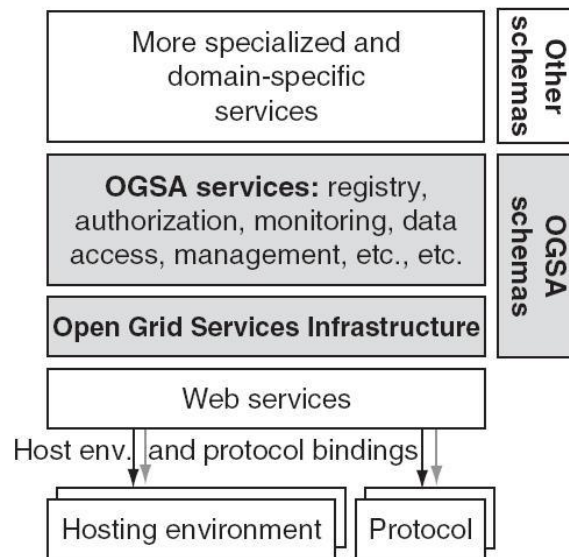 More specialized and
domain-specific
services
Other
schemas
OGSA services: registry,
authorization, monitoring, data
access, management, etc., etc.
OGSA
schemas
Open Grid Services Infrastructure
Web services
Host env. and protocol bindings
Hosting environment
Protocol